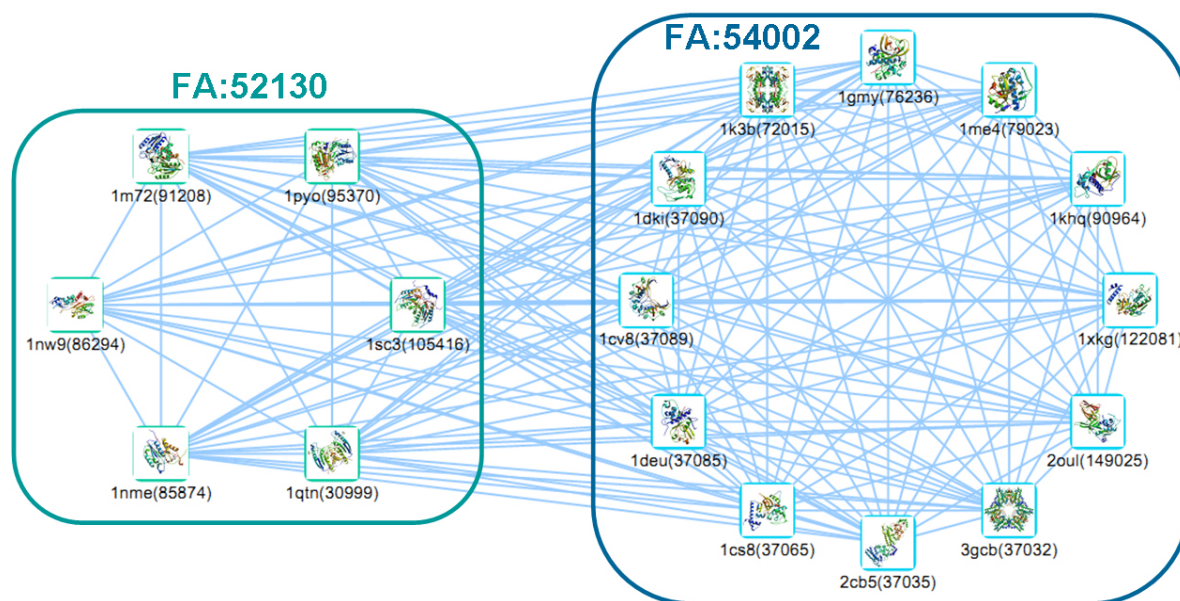 FA:52130
1m72(91208)
1pyo(95370)
1nw9(86294)
1sc3(105416)
1nme(85874)
1qtn(30999)
FA:54002
1gmy(76236)
1k3b(72015)
1me4(79023)
1dki(37090)
1khq(90964)
1cv8(37089)
1xkg(122081)
1deu(37085)
2oul(149025)
1cs8(37065)
3gcb(37032)
2cb5(37035)